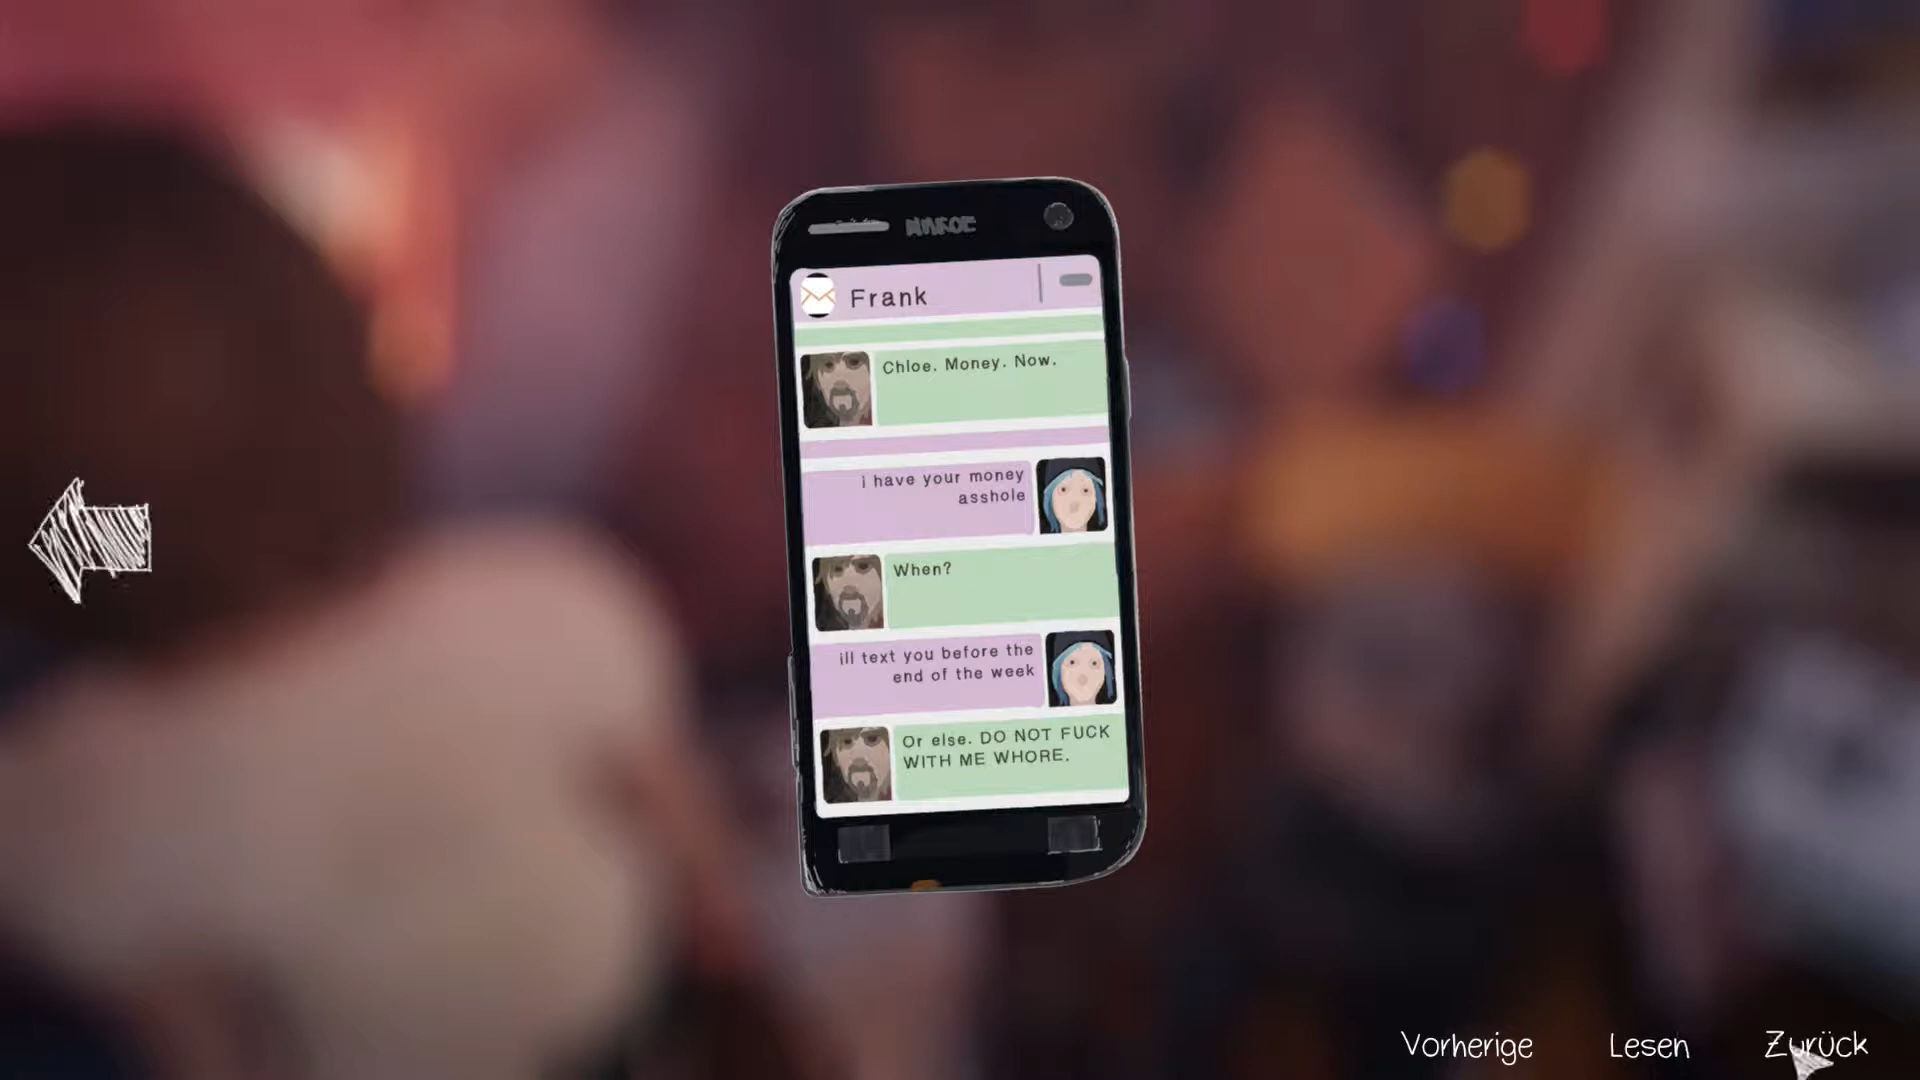 Frank
Chloe. Money. Now.
i have your money
asshole
When?
ill text you before the
end of the week
Or else. DO NOT FUCK
WITH ME WHORE.
Vorherige
Lesen
Zurück